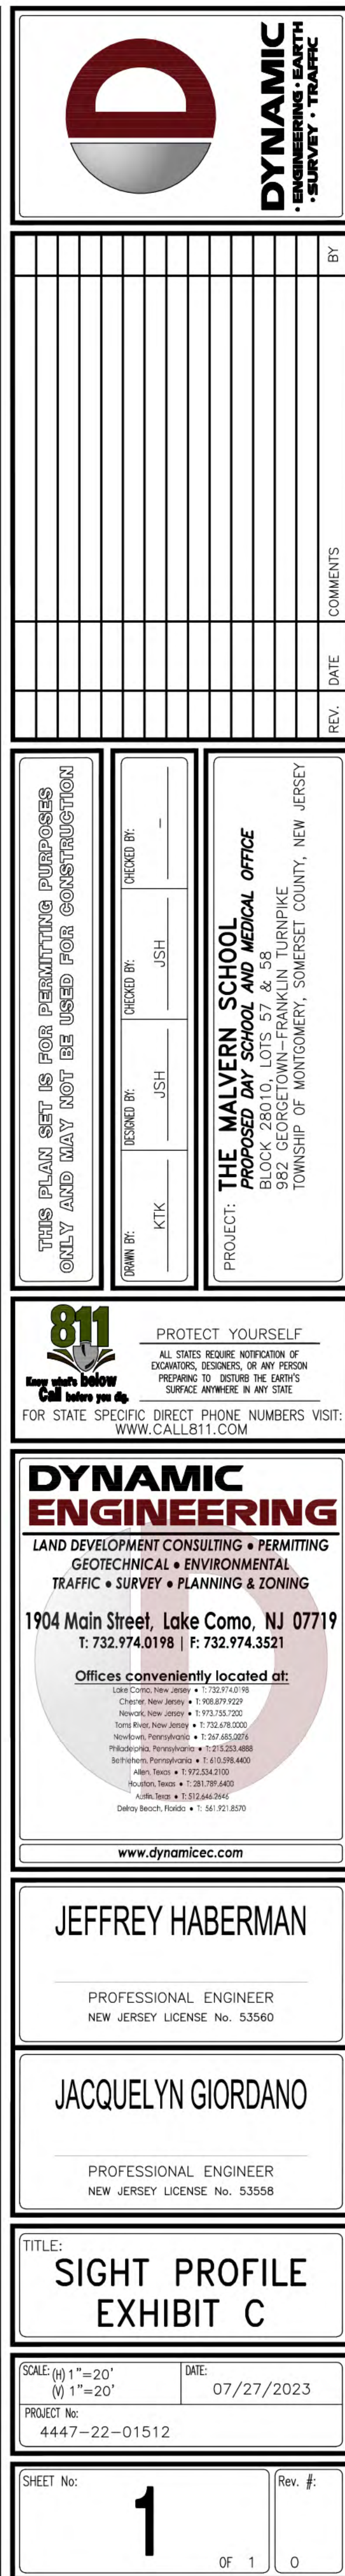 DYNAMIC
• ENGINEERING • EARTH
• SURVEY • TRAFFIC
REV. DATE COMMENTS BY
THIS PLAN SET IS FOR PERMITTING PURPOSES
ONLY AND MAY NOT BE USED FOR CONSTRUCTION
DRAWN BY: KTK
DESIGNED BY: JSH
CHECKED BY: JSH
CHECKED BY: –
PROJECT: THE MALVERN SCHOOL
PROPOSED DAY SCHOOL AND MEDICAL OFFICE
BLOCK 28010, LOTS 57 & 58
982 GEORGETOWN-FRANKLIN TURNPIKE
TOWNSHIP OF MONTGOMERY, SOMERSET COUNTY, NEW JERSEY
811
Know what's below
Call before you dig.
PROTECT YOURSELF
ALL STATES REQUIRE NOTIFICATION OF
EXCAVATORS, DESIGNERS, OR ANY PERSON
PREPARING TO DISTURB THE EARTH'S
SURFACE ANYWHERE IN ANY STATE
FOR STATE SPECIFIC DIRECT PHONE NUMBERS VISIT:
WWW.CALL811.COM
DYNAMIC
ENGINEERING
LAND DEVELOPMENT CONSULTING • PERMITTING
GEOTECHNICAL • ENVIRONMENTAL
TRAFFIC • SURVEY • PLANNING & ZONING
1904 Main Street, Lake Como, NJ 07719
T: 732.974.0198 | F: 732.974.3521
Offices conveniently located at:
Lake Como, New Jersey • T: 732.974.0198
Chester, New Jersey • T: 908.879.9229
Newark, New Jersey • T: 973.755.7200
Toms River, New Jersey • T: 732.678.0000
Newtown, Pennsylvania • T: 267.685.0276
Philadelphia, Pennsylvania • T: 215.253.4888
Bethlehem, Pennsylvania • T: 610.598.4400
Allen, Texas • T: 972.534.2100
Houston, Texas • T: 281.789.6400
Austin, Texas • T: 512.646.2646
Delray Beach, Florida • T: 561.921.8570
www.dynamicec.com
JEFFREY HABERMAN
PROFESSIONAL ENGINEER
NEW JERSEY LICENSE No. 53560
JACQUELYN GIORDANO
PROFESSIONAL ENGINEER
NEW JERSEY LICENSE No. 53558
TITLE:
SIGHT PROFILE
EXHIBIT C
SCALE: (H) 1"=20'
(V) 1"=20'
DATE:
07/27/2023
PROJECT No:
4447-22-01512
SHEET No:
1
OF 1
Rev. #:
0